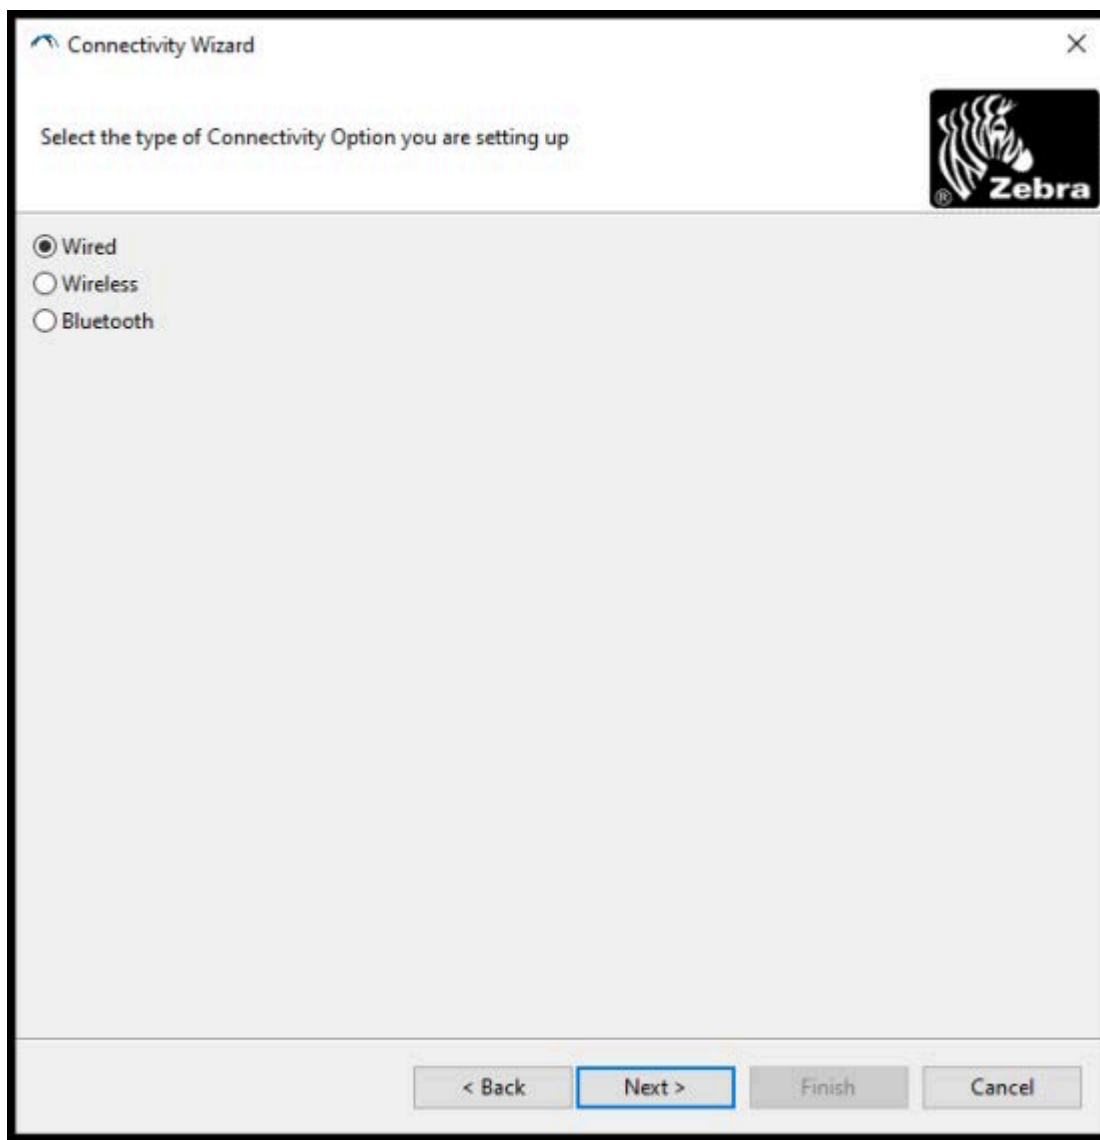 Connectivity Wizard
Select the type of Connectivity Option you are setting up
® Zebra
Wired
Wireless
Bluetooth
< Back Next > Finish Cancel